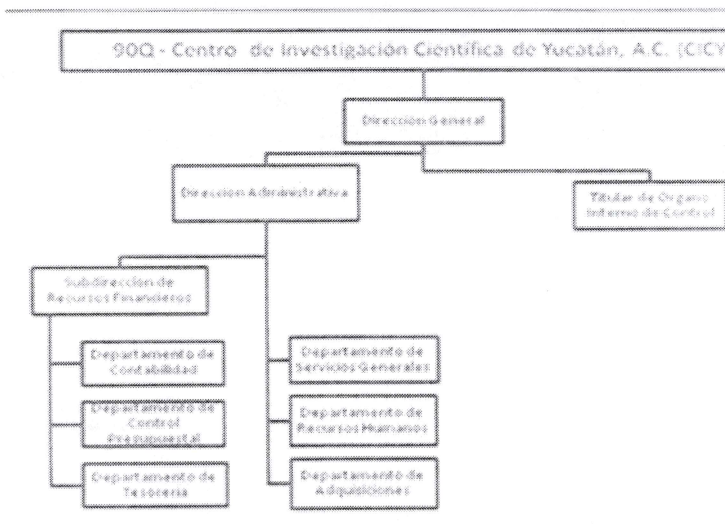 90Q - Centro de Investigación Científica de Yucatán, A.C. (CICY
Dirección General
Dirección Administrativa
Titular de Organo
Interno de Control
Subdirección de
Recursos Financieros
Departamento de
Contabilidad
Departamento de
Servicios Generales
Departamento de
Control
Presupuestal
Departamento de
Recursos Humanos
Departamento de
Tesoreria
Departamento de
Adquisiciones